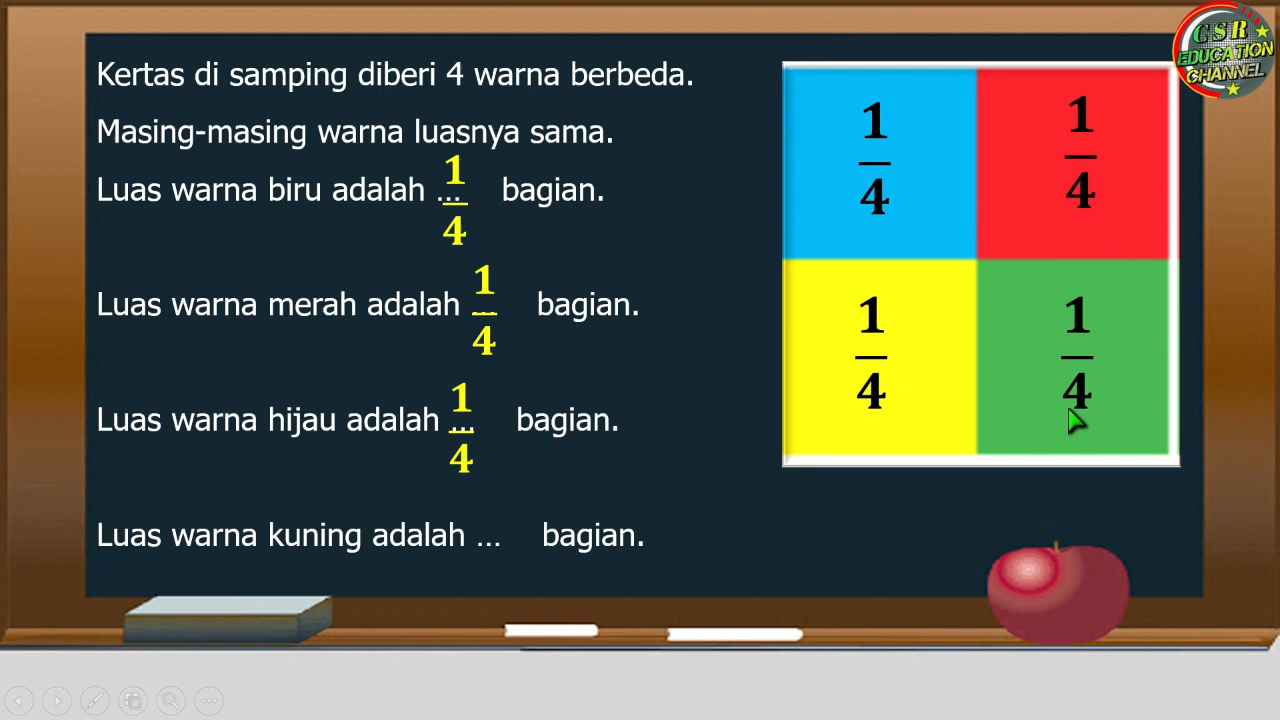 Kertas di samping diberi 4 warna berbeda.
Masing-masing warna luasnya sama.
Luas warna biru adalah ... 1/4 bagian.
Luas warna merah adalah ... 1/4 bagian.
Luas warna hijau adalah ... 1/4 bagian.
Luas warna kuning adalah ... bagian.
1/4
1/4
1/4
1/4
CSR
EDUCATION
CHANNEL